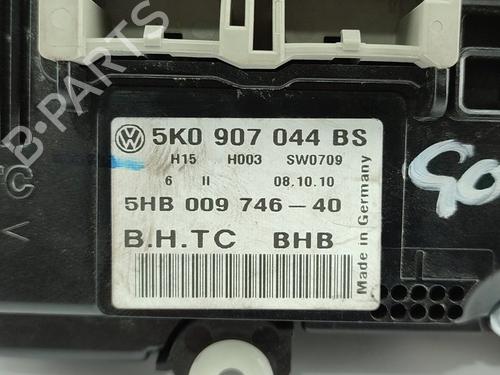 5K0 907 044 BS
H15 H003 SW0709
6 II 08.10.10
5HB 009 746-40
B.H.TC BHB
Made in Germany
TC
<
GO
B-PARTS